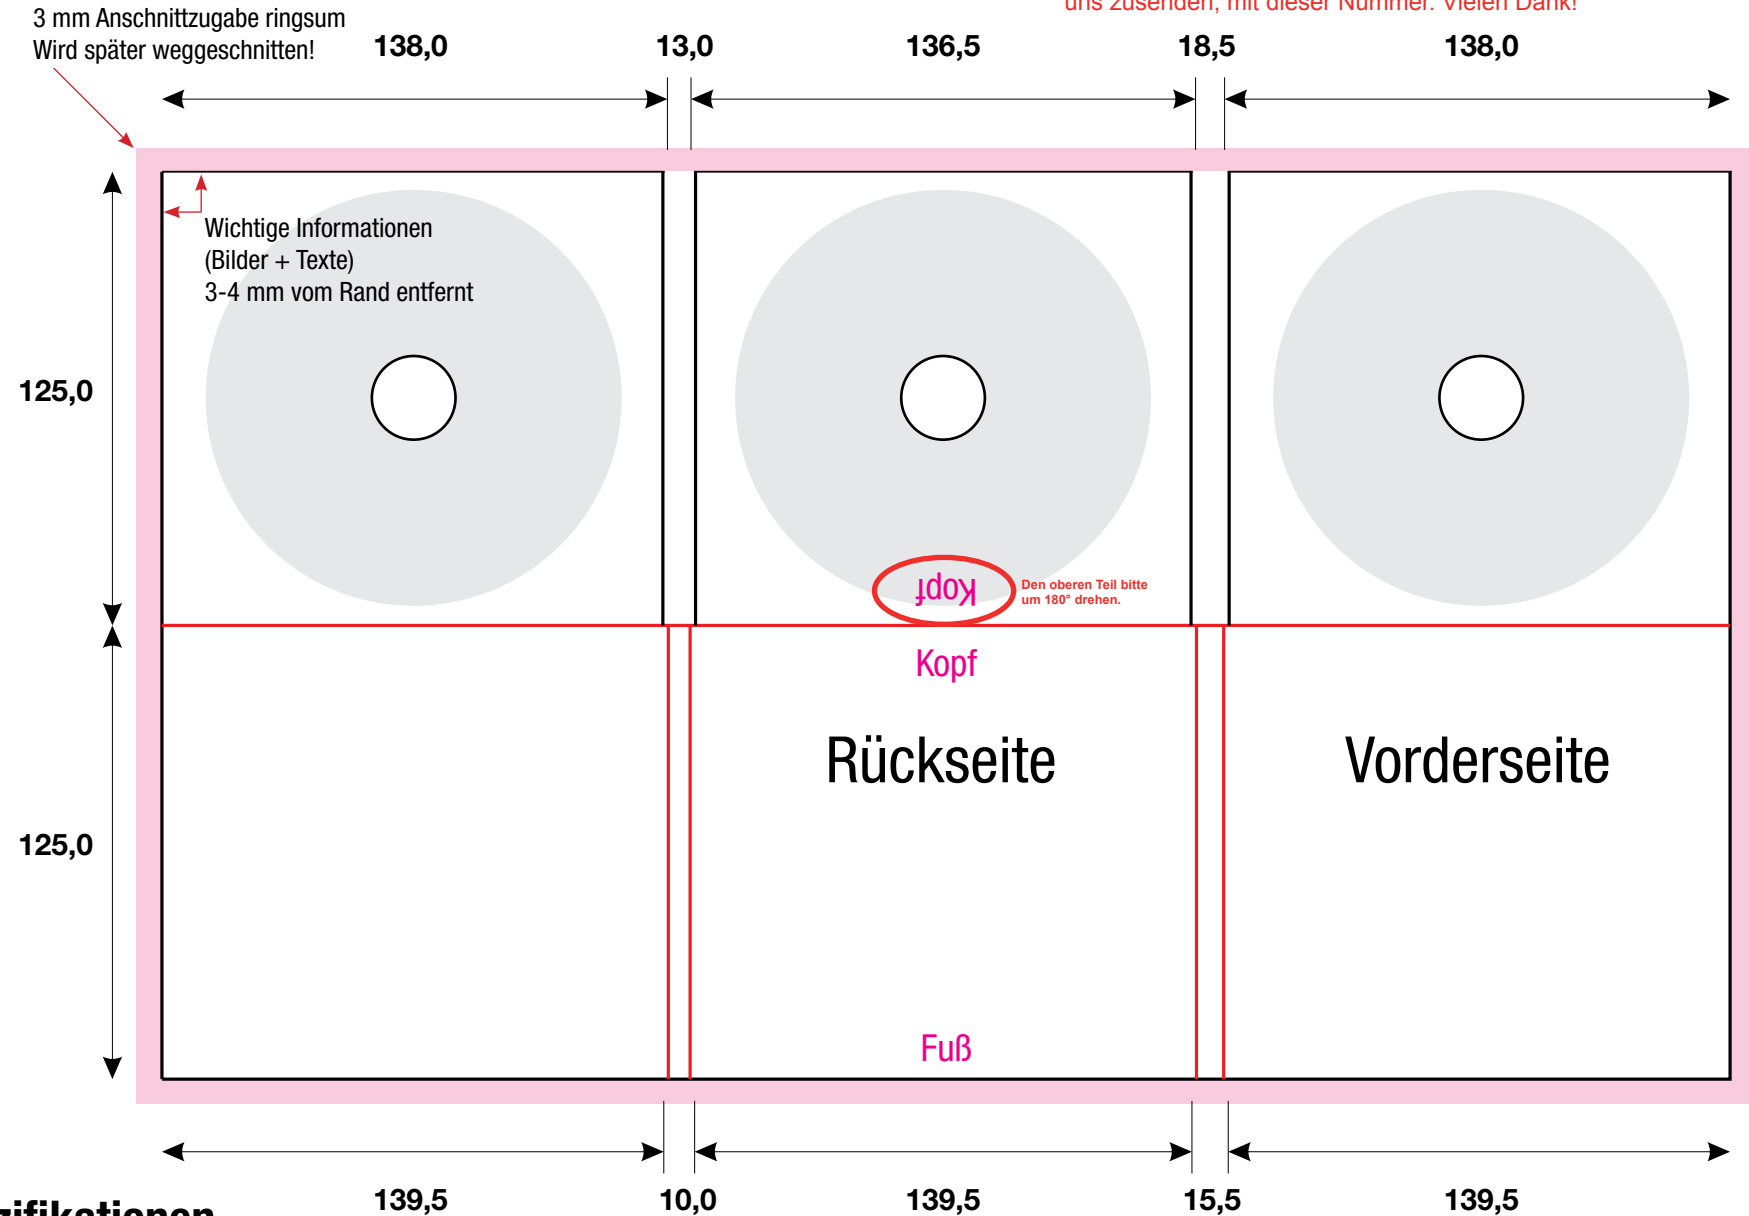 uns zusenden, mit dieser Nummer. Vielen Dank!
3 mm Anschnittzugabe ringsum
Wird später weggeschnitten!
138,0
13,0
136,5
18,5
138,0
Wichtige Informationen
(Bilder + Texte)
3-4 mm vom Rand entfernt
125,0
Kopf
Den oberen Teil bitte
um 180° drehen.
Kopf
Rückseite
Vorderseite
125,0
Fuß
139,5
10,0
139,5
15,5
139,5